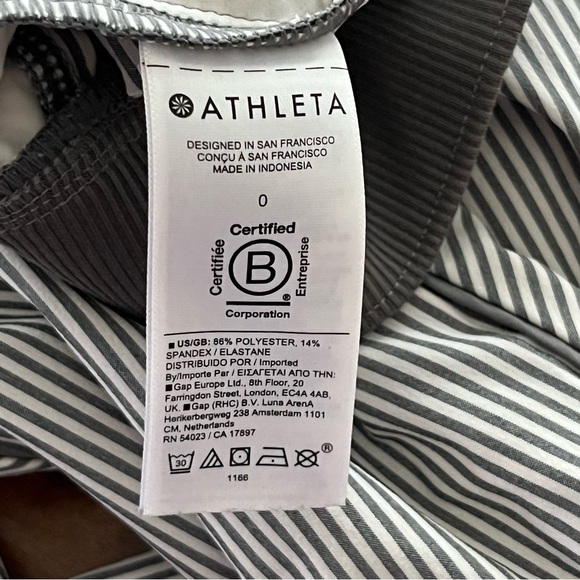 ATHLETA
DESIGNED IN SAN FRANCISCO
CONÇU À SAN FRANCISCO
MADE IN INDONESIA
0
Certified
Certifiée
B
Entreprise
®
Corporation
■ US/GB: 86% POLYESTER, 14%
SPANDEX / ELASTANE
DISTRIBUIDO POR / Imported
By/Importe Par / ΕΙΣΑΓΕΤΑΙ ΑΠΟ ΤΗΝ:
■Gap Europe Ltd., 8th Floor, 20
Farringdon Street, London, EC4A 4AB,
UK. ■Gap (RHC) B.V. Luna ArenA,
Herikerbergweg 238 Amsterdam 1101
CM, Netherlands
RN 54023 / CA 17897
30
®
1166